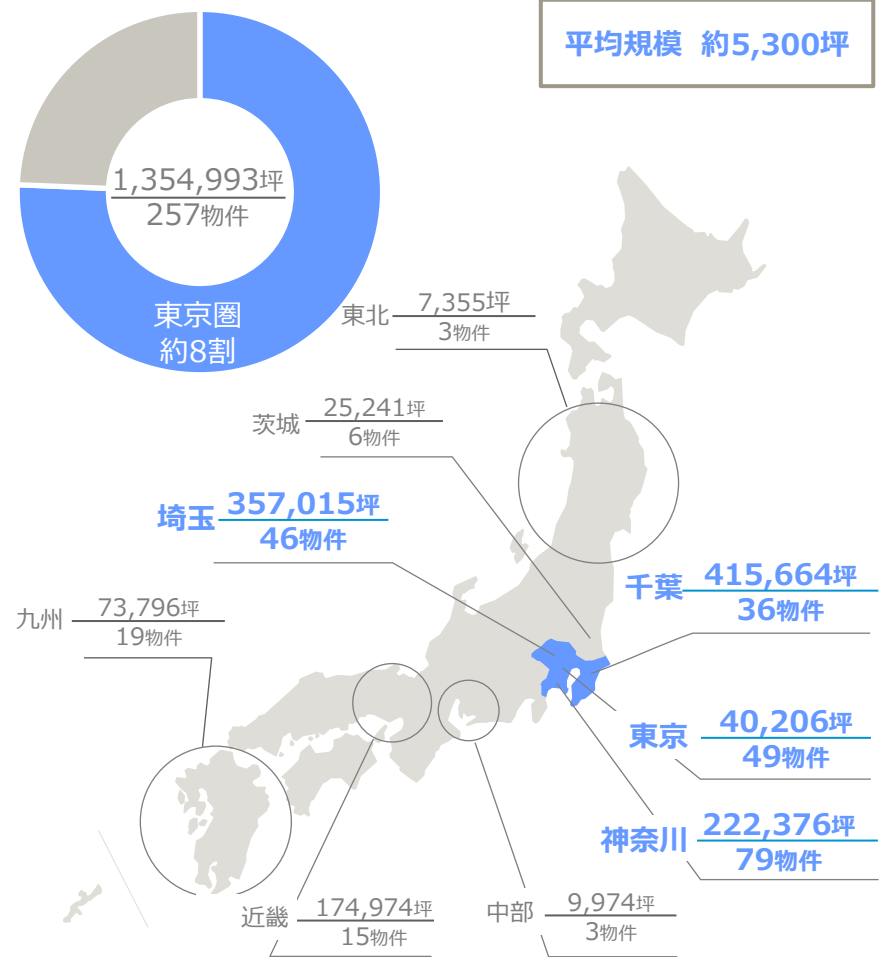 平均規模 約5,300坪
1,354,993坪
257物件
東京圏
約8割
東北
7,355坪
3物件
茨城
25,241坪
6物件
埼玉
357,015坪
46物件
千葉
415,664坪
36物件
九州
73,796坪
19物件
東京
40,206坪
49物件
神奈川
222,376坪
79物件
近畿
174,974坪
15物件
中部
9,974坪
3物件